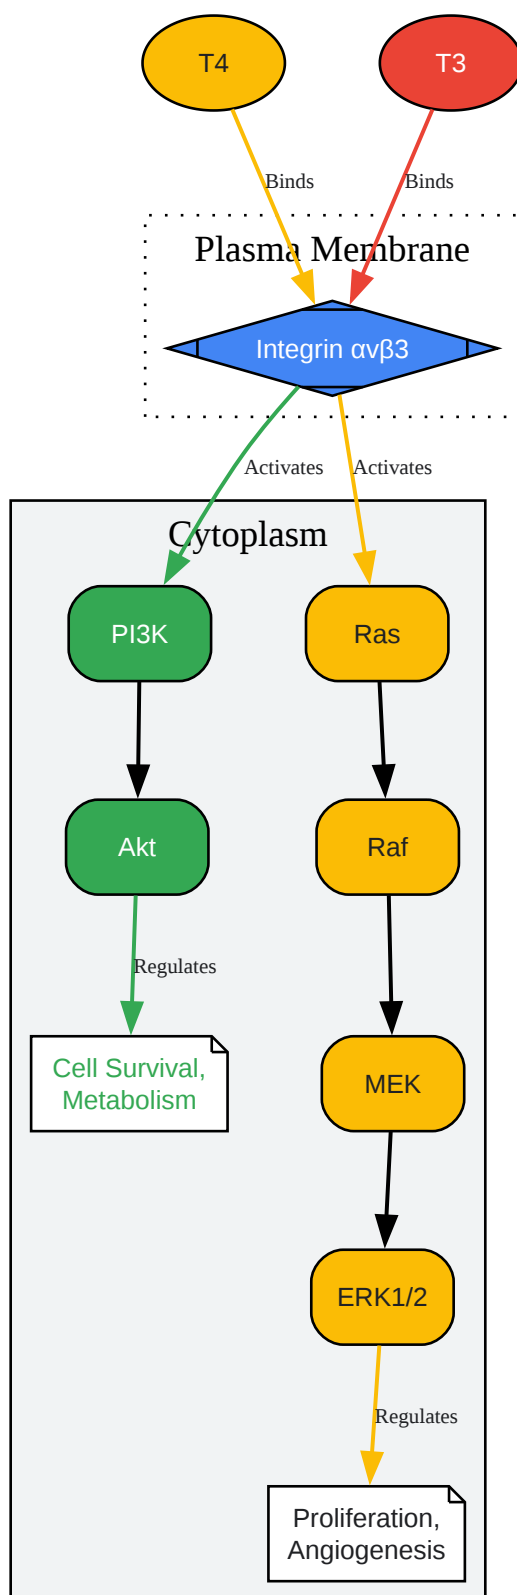 T4
T3
Binds
Binds
Plasma Membrane
Integrin αvβ3
Activates
Activates
Cytoplasm
PI3K
Ras
Akt
Raf
Regulates
Cell Survival,
Metabolism
MEK
ERK1/2
Regulates
Proliferation,
Angiogenesis